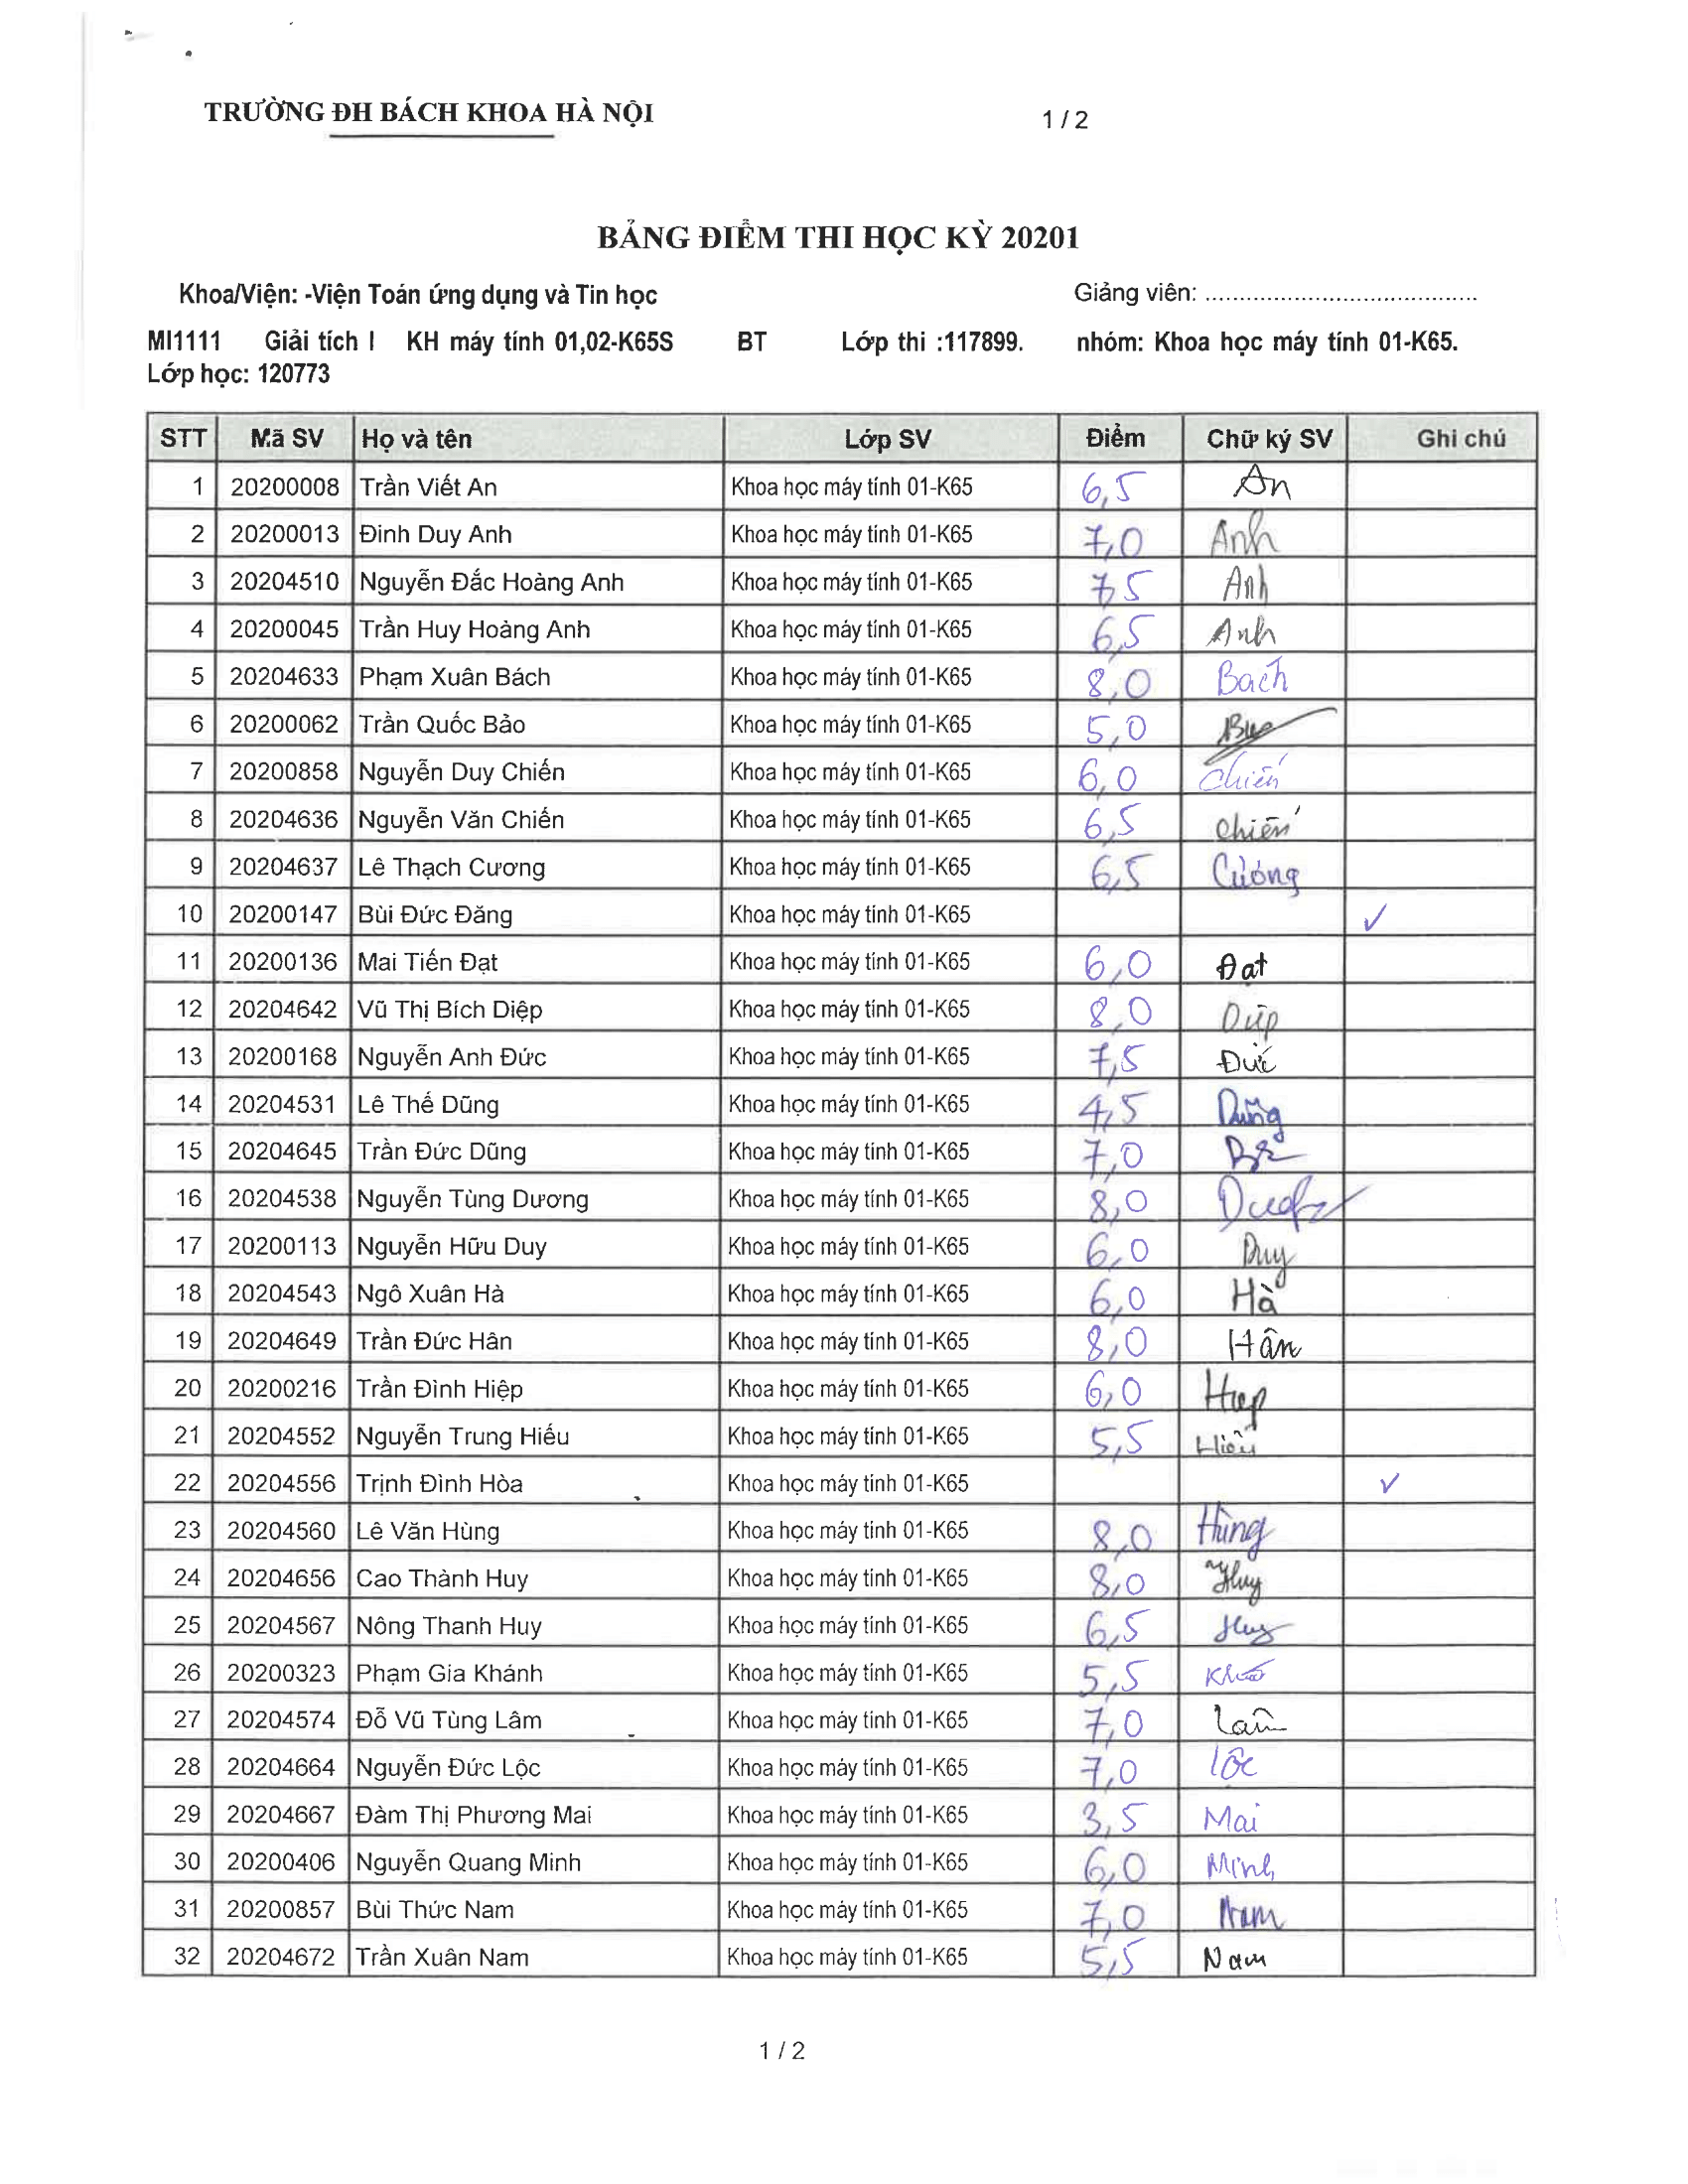 TRƯỜNG ĐH BÁCH KHOA HÀ NỘI 1 / 2
BẢNG ĐIỂM THI HỌC KỲ 20201
Khoa/Viện: -Viện Toán ứng dụng và Tin học Giảng viên: ........................................
MI1111 Giải tích I KH máy tính 01,02-K65S BT Lớp thi :117899. nhóm: Khoa học máy tính 01-K65.
Lớp học: 120773
STT Mã SV Họ và tên Lớp SV Điểm Chữ ký SV Ghi chú
1 20200008 Trần Viết An Khoa học máy tính 01-K65 6,5 An
2 20200013 Đinh Duy Anh Khoa học máy tính 01-K65 7,0 Anh
3 20204510 Nguyễn Đắc Hoàng Anh Khoa học máy tính 01-K65 7,5 Anh
4 20200045 Trần Huy Hoàng Anh Khoa học máy tính 01-K65 6,5 Anh
5 20204633 Phạm Xuân Bách Khoa học máy tính 01-K65 8,0 Bách
6 20200062 Trần Quốc Bảo Khoa học máy tính 01-K65 5,0
7 20200858 Nguyễn Duy Chiến Khoa học máy tính 01-K65 6,0 Chiến
8 20204636 Nguyễn Văn Chiến Khoa học máy tính 01-K65 6,5 Chiến
9 20204637 Lê Thạch Cương Khoa học máy tính 01-K65 6,5 Cương
10 20200147 Bùi Đức Đăng Khoa học máy tính 01-K65 ✓
11 20200136 Mai Tiến Đạt Khoa học máy tính 01-K65 6,0 Đạt
12 20204642 Vũ Thị Bích Diệp Khoa học máy tính 01-K65 8,0 Diệp
13 20200168 Nguyễn Anh Đức Khoa học máy tính 01-K65 7,5 Đức
14 20204531 Lê Thế Dũng Khoa học máy tính 01-K65 4,5 Dũng
15 20204645 Trần Đức Dũng Khoa học máy tính 01-K65 7,0
16 20204538 Nguyễn Tùng Dương Khoa học máy tính 01-K65 8,0
17 20200113 Nguyễn Hữu Duy Khoa học máy tính 01-K65 6,0 Duy
18 20204543 Ngô Xuân Hà Khoa học máy tính 01-K65 6,0 Hà
19 20204649 Trần Đức Hân Khoa học máy tính 01-K65 8,0 Hân
20 20200216 Trần Đình Hiệp Khoa học máy tính 01-K65 6,0 Hiep
21 20204552 Nguyễn Trung Hiếu Khoa học máy tính 01-K65 5,5 Hiếu
22 20204556 Trịnh Đình Hòa Khoa học máy tính 01-K65 ✓
23 20204560 Lê Văn Hùng Khoa học máy tính 01-K65 8,0 Hùng
24 20204656 Cao Thành Huy Khoa học máy tính 01-K65 8,0 Huy
25 20204567 Nông Thanh Huy Khoa học máy tính 01-K65 6,5 Huy
26 20200323 Phạm Gia Khánh Khoa học máy tính 01-K65 5,5
27 20204574 Đỗ Vũ Tùng Lâm Khoa học máy tính 01-K65 7,0 Lâm
28 20204664 Nguyễn Đức Lộc Khoa học máy tính 01-K65 7,0 Lộc
29 20204667 Đàm Thị Phương Mai Khoa học máy tính 01-K65 3,5 Mai
30 20200406 Nguyễn Quang Minh Khoa học máy tính 01-K65 6,0 Minh
31 20200857 Bùi Thức Nam Khoa học máy tính 01-K65 7,0 Nam
32 20204672 Trần Xuân Nam Khoa học máy tính 01-K65 5,5 Nam
1 / 2